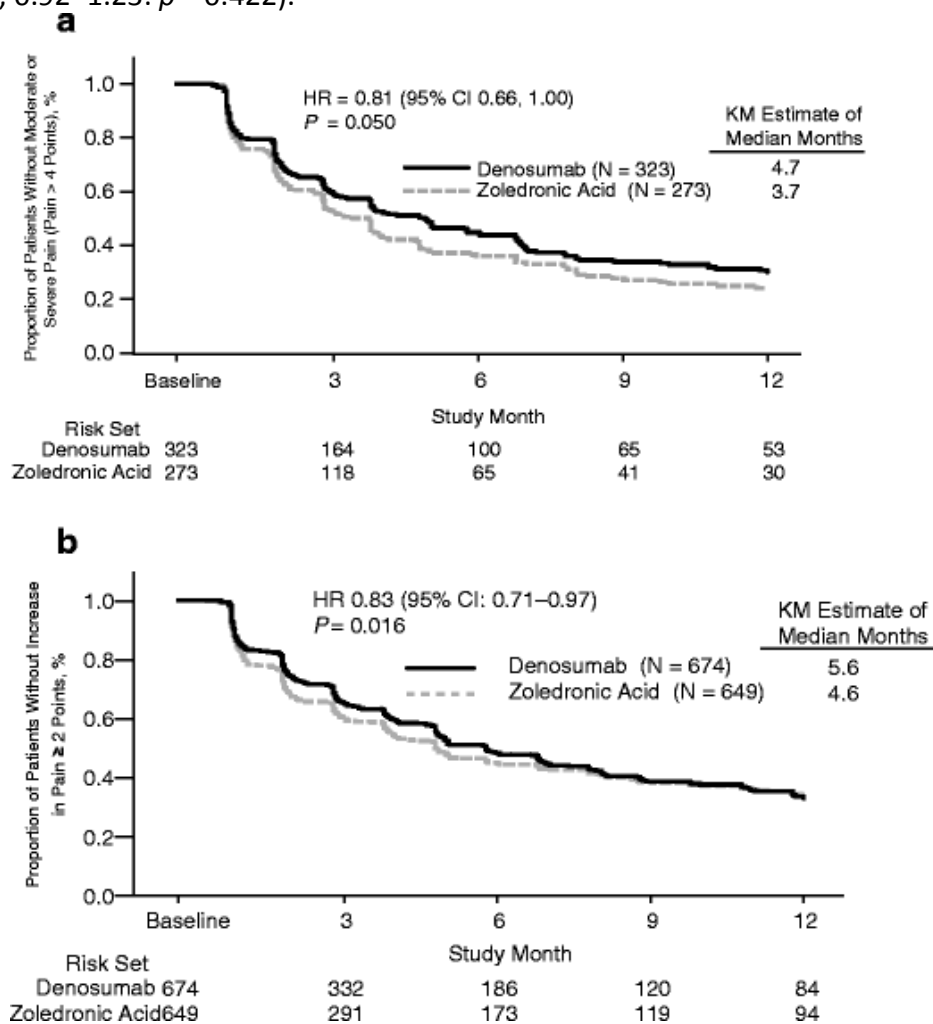 , 0.92–1.23. p = 0.422).
a
Proportion of Patients Without Moderate or
Severe Pain (Pain > 4 Points), %
1.0
0.8
0.6
0.4
0.2
0.0
HR = 0.81 (95% CI 0.66, 1.00)
P = 0.050
KM Estimate of
Median Months
Denosumab (N = 323) 4.7
Zoledronic Acid (N = 273) 3.7
Baseline 3 6 9 12
Study Month
Risk Set
Denosumab 323 164 100 65 53
Zoledronic Acid 273 118 65 41 30
b
Proportion of Patients Without Increase
in Pain ≥ 2 Points, %
1.0
0.8
0.6
0.4
0.2
0.0
HR 0.83 (95% CI: 0.71–0.97)
P = 0.016
KM Estimate of
Median Months
Denosumab (N = 674) 5.6
Zoledronic Acid (N = 649) 4.6
Baseline 3 6 9 12
Study Month
Risk Set
Denosumab 674 332 186 120 84
Zoledronic Acid649 291 173 119 94